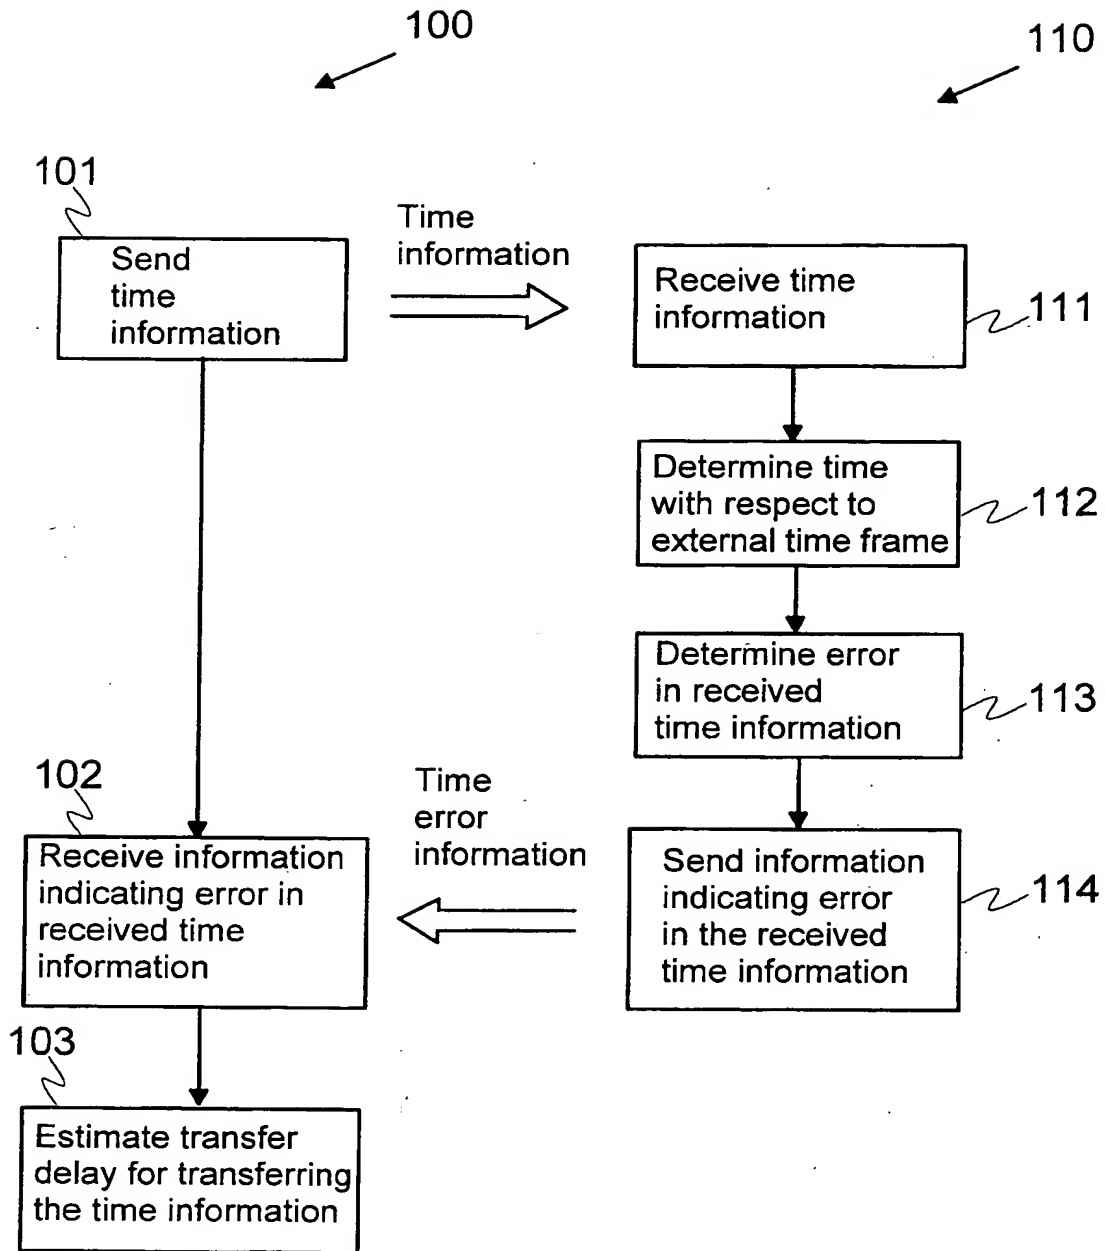 100
110
101
Send
time
information
Time
information
Receive time
information
111
Determine time
with respect to
external time frame
112
Determine error
in received
time information
113
102
Receive information
indicating error in
received time
information
Time
error
information
Send information
indicating error
in the received
time information
114
103
Estimate transfer
delay for transferring
the time information